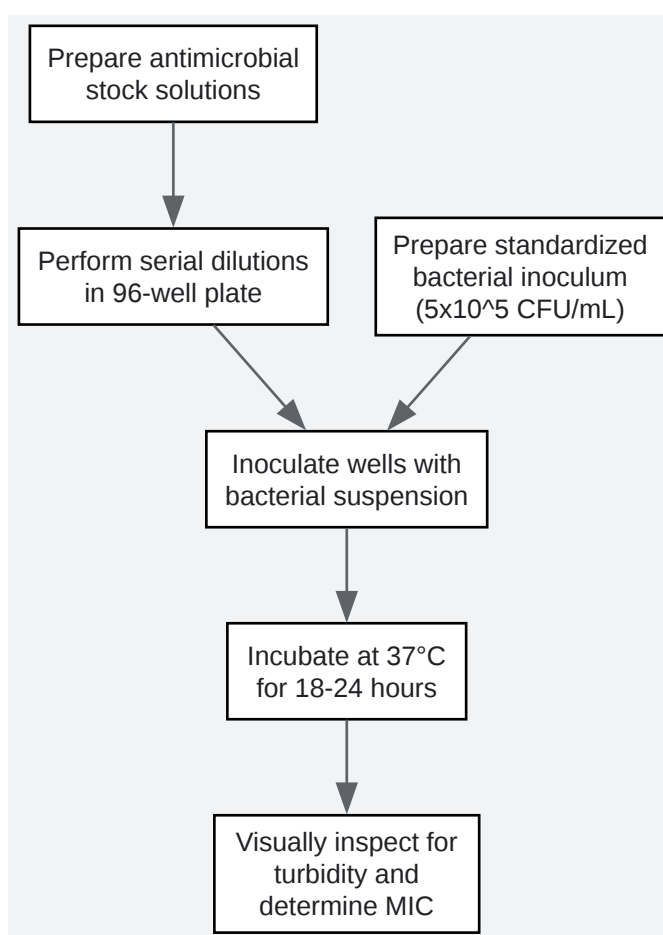 Prepare antimicrobial
stock solutions
Perform serial dilutions
in 96-well plate
Prepare standardized
bacterial inoculum
(5x10^5 CFU/mL)
Inoculate wells with
bacterial suspension
Incubate at 37°C
for 18-24 hours
Visually inspect for
turbidity and
determine MIC